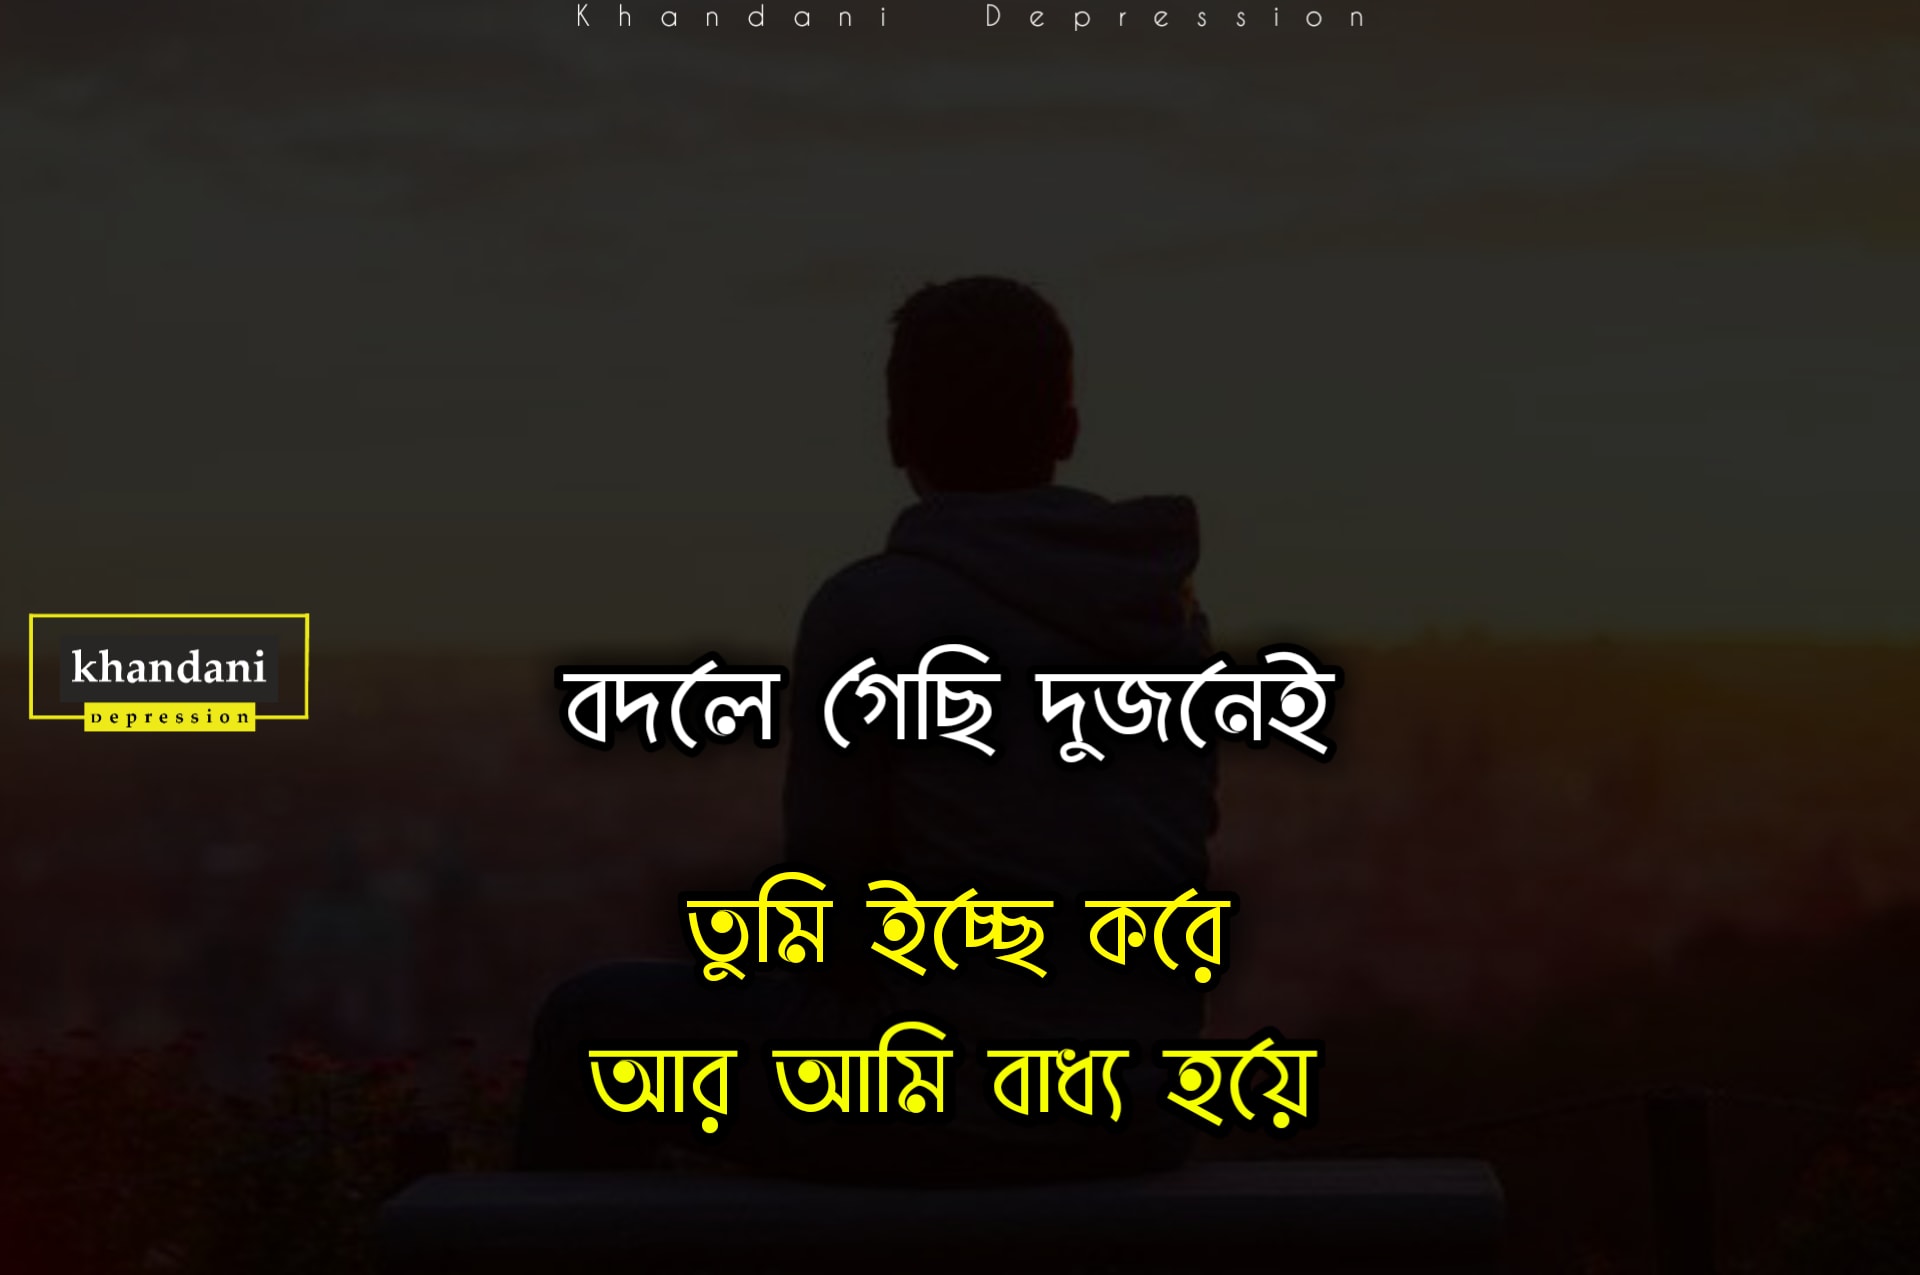 Khandani Depression
khandani
Depression
বদলে গেছি দুজনেই
তুমি ইচ্ছে করে
আর আমি বাধ্য হয়ে